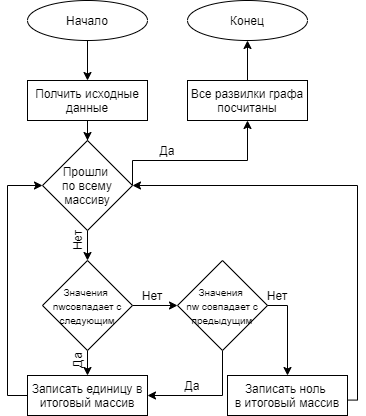 Начало
Конец
Полчить исходные
данные
Все развилки графа
посчитаны
Да
Прошли
по всему
массиву
Нет
Значения
nwсовпадает с
следующим
Нет
Значения
nw совпадает с
предыдущим
Нет
Да
Да
Записать единицу в
итоговый массив
Записать ноль
в итоговый массив